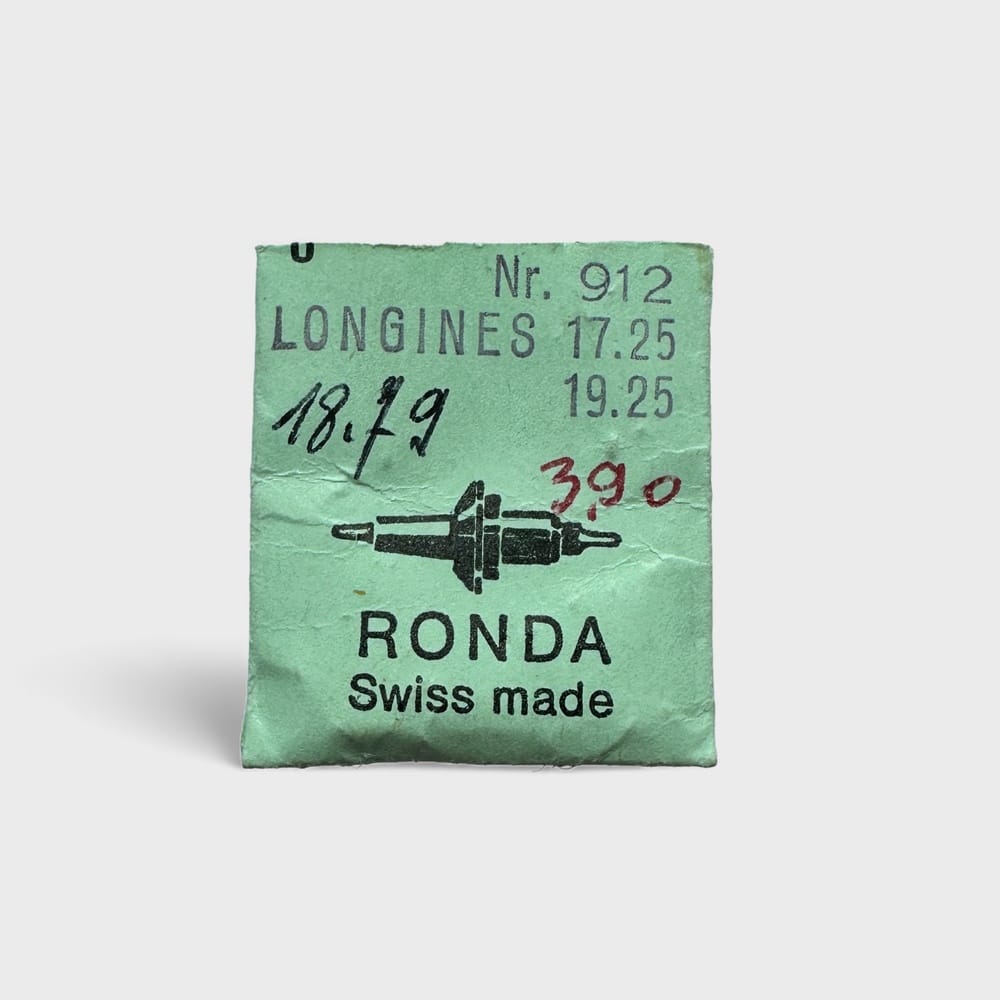 Nr. 912
LONGINES 17.25
19.25
18.79
3,90
RONDA
Swiss made